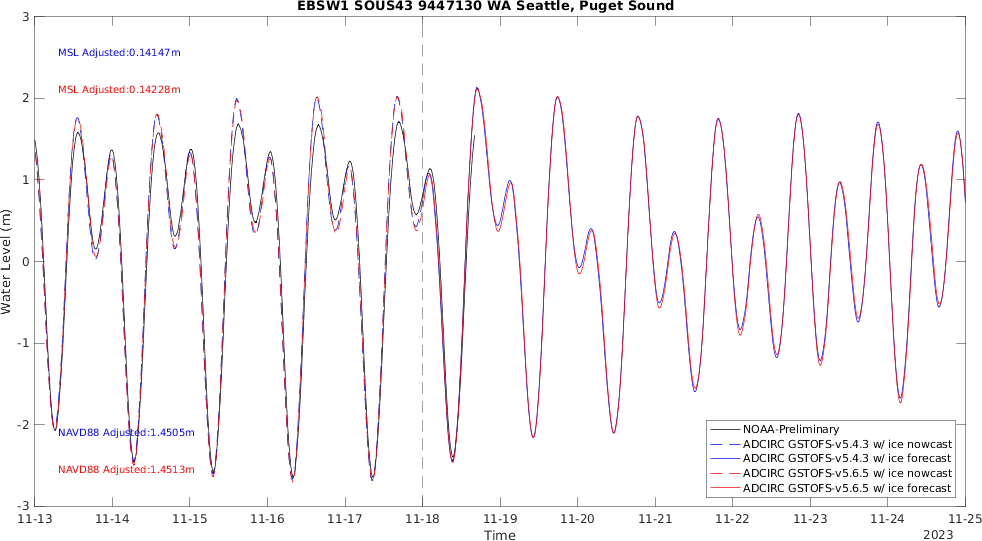 EBSW1 SOUS43 9447130 WA Seattle, Puget Sound
3
2
1
0
-1
-2
-3
Water Level (m)
MSL Adjusted:0.14147m
MSL Adjusted:0.14228m
NAVD88 Adjusted:1.4505m
NAVD88 Adjusted:1.4513m
NOAA-Preliminary
ADCIRC GSTOFS-v5.4.3 w/ ice nowcast
ADCIRC GSTOFS-v5.4.3 w/ ice forecast
ADCIRC GSTOFS-v5.6.5 w/ ice nowcast
ADCIRC GSTOFS-v5.6.5 w/ ice forecast
11-13 11-14 11-15 11-16 11-17 11-18 11-19 11-20 11-21 11-22 11-23 11-24 11-25
Time
2023